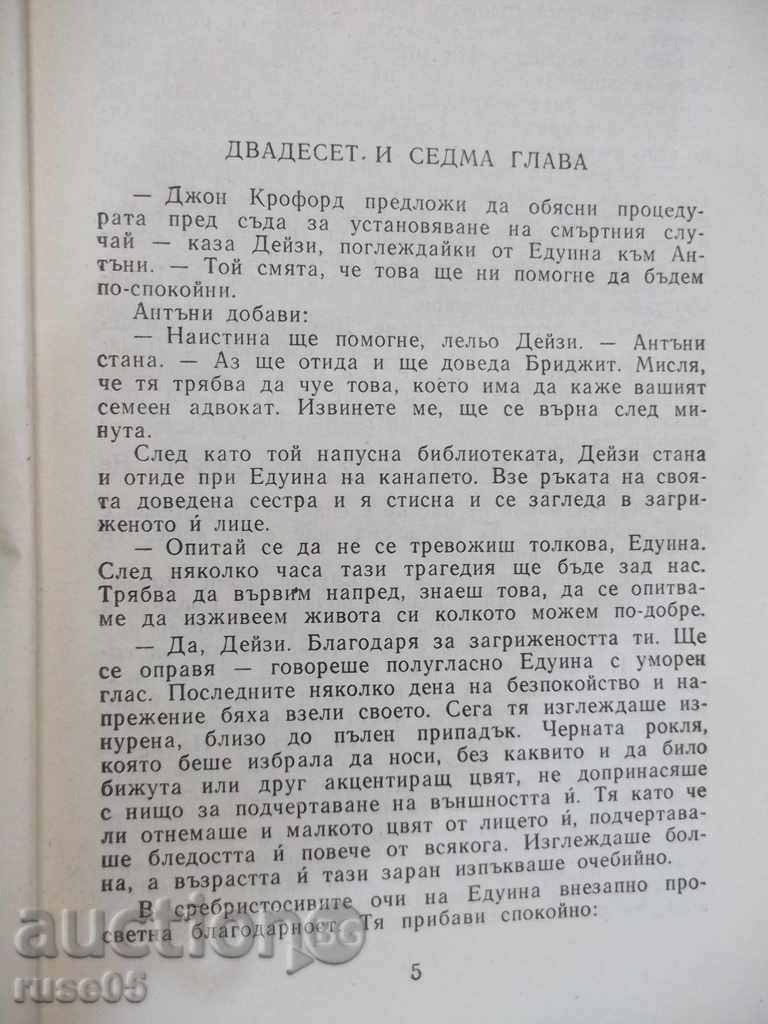 ДВАДЕСЕТ. И СЕДМА ГЛАВА
— Джон Крофорд предложи да обясни процеду-
рата пред съда за установяване на смъртния слу-
чай — каза Дейзи, поглеждайки от Едуина към Ан-
тъни. — Той смята, че това ще ни помогне да бъдем
по-спокойни.
Антъни добави:
— Наистина ще помогне, лельо Дейзи. — Антъни
стана. — Аз ще отида и ще доведа Бриджит. Мисля,
че тя трябва да чуе това, което има да каже вашият
семеен адвокат. Извинете ме, ще се върна след ми-
нута.
След като той напусна библиотеката, Дейзи стана
и отиде при Едуина на канапето. Взе ръката на своя-
та доведена сестра и я стисна и се загледа в загри-
женото ѝ лице.
— Опитай се да не се тревожиш толкова, Едуина.
След няколко часа тази трагедия ще бъде зад нас.
Трябва да вървим напред, знаеш това, да се опитва-
ме да изживеем живота си колкото можем по-добре.
— Да, Дейзи. Благодаря за загрижеността ти. Ще
се оправя — говореше полугласно Едуина с уморен
глас. Последните няколко дена на безпокойство и на-
прежение бяха взели своето. Сега тя изглеждаше из-
нурена, близо до пълен припадък. Черната рокля,
която беше избрала да носи, без каквито и да било
бижута или друг акцентиращ цвят, не допринасяше
с нищо за подчертаване на външността ѝ. Тя като че
ли отнемаше и малкото цвят от лицето ѝ, подчертава-
ше бледостта ѝ повече от всякога. Изглеждаше бол-
на, а възрастта ѝ тази заран изпъкваше очебийно.
В сребристосивите очи на Едуина внезапно про-
светна благодарност. Тя прибави спокойно:
auction BG
ruse05
5